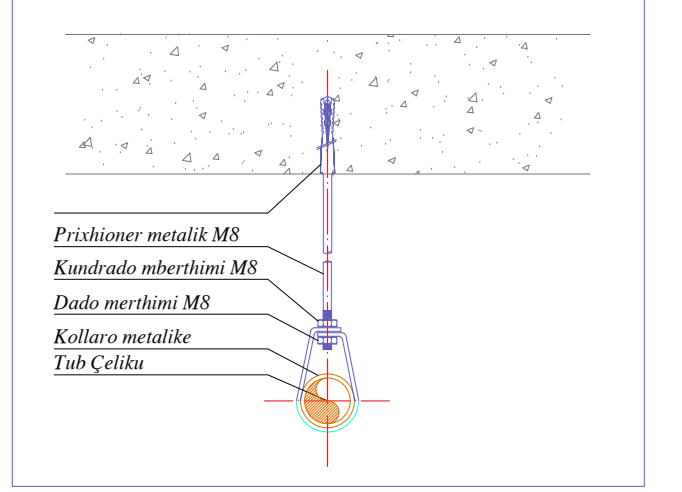 Prixhioner metalik M8
Kundrado mberthimi M8
Dado merthimi M8
Kollaro metalike
Tub Çeliku